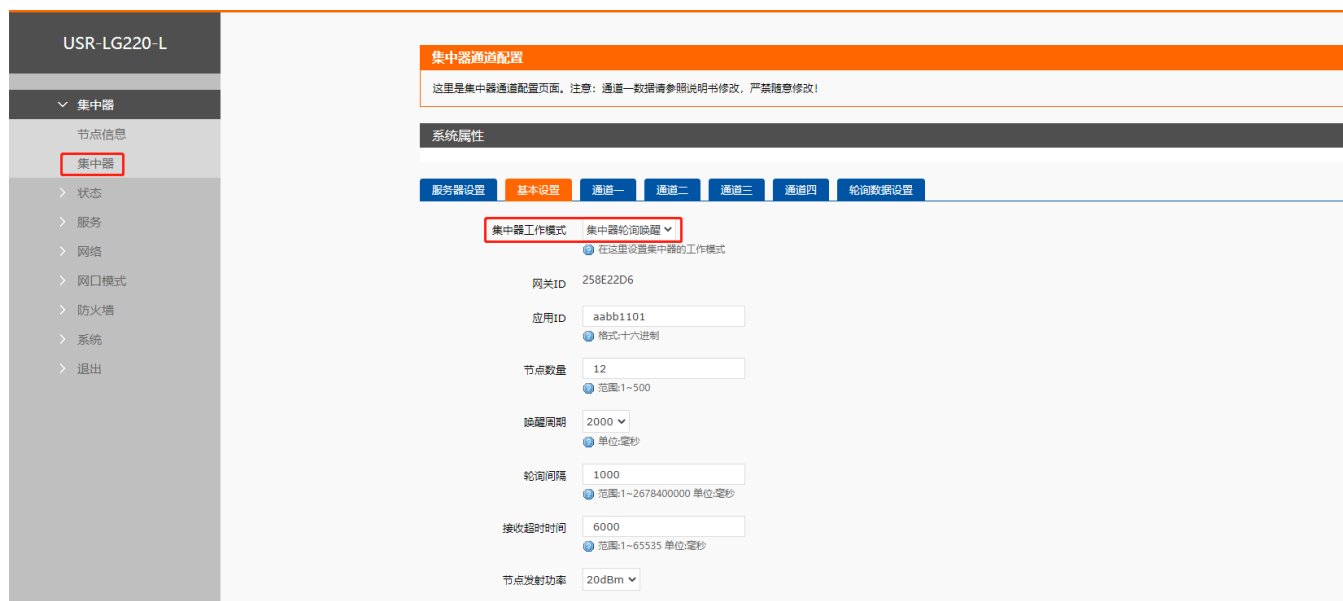 USR-LG220-L
集中器
节点信息
集中器
状态
服务
网络
网口模式
防火墙
系统
退出
集中器通道配置
这里是集中器通道配置页面。注意：通道一数据请参照说明书修改，严禁随意修改!
系统属性
服务器设置 基本设置 通道一 通道二 通道三 通道四 轮询数据设置
集中器工作模式 集中器轮询唤醒
在这里设置集中器的工作模式
网关ID 258E22D6
应用ID aabb1101
格式:十六进制
节点数量 12
范围:1~500
唤醒周期 2000
单位:毫秒
轮询间隔 1000
范围:1~2678400000 单位:毫秒
接收超时时间 6000
范围:1~65535 单位:毫秒
节点发射功率 20dBm